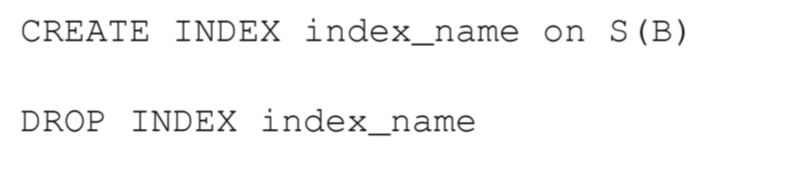 CREATE INDEX index_name on S(B)
DROP INDEX index_name